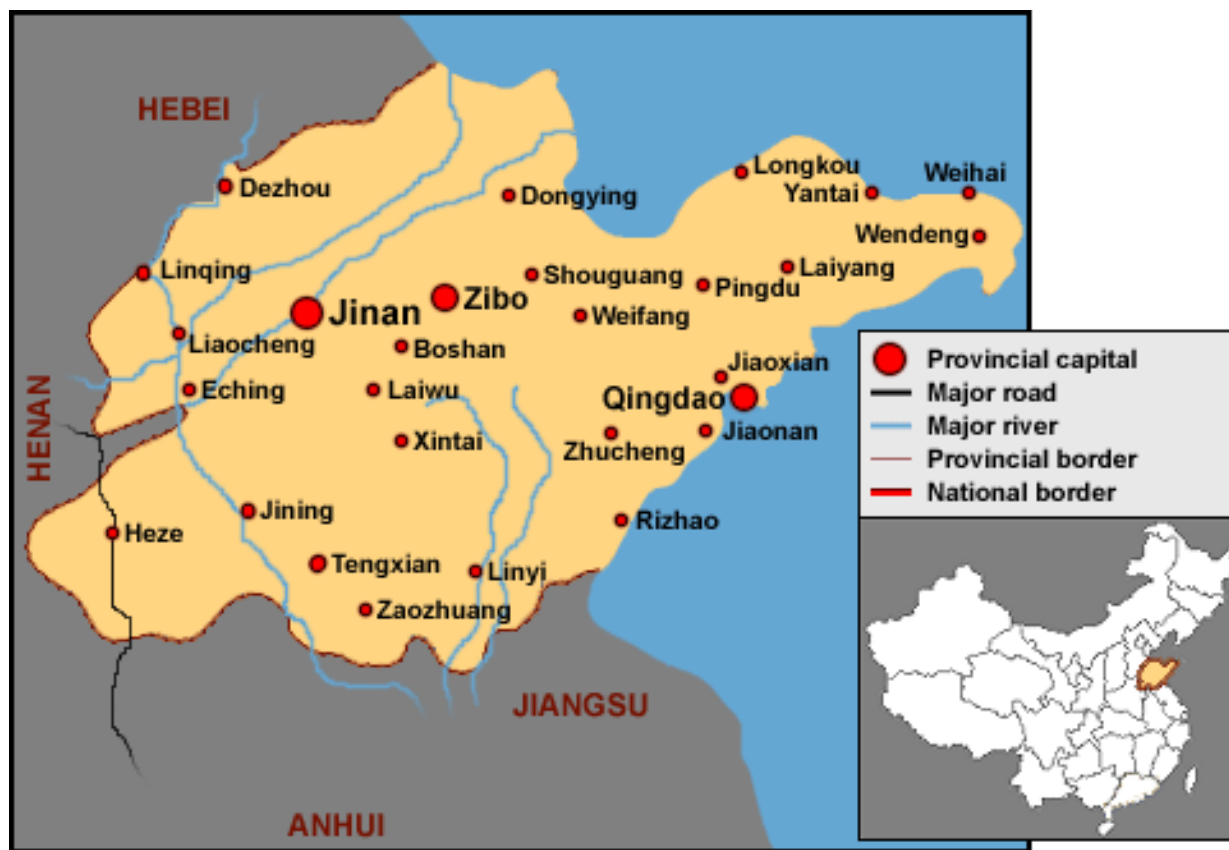 HEBEI
Dezhou
Dongying
Longkou
Yantai
Weihai
Wendeng
Linqing
Shouguang
Pingdu
Laiyang
Jinan
Zibo
Weifang
Liaocheng
Boshan
Jiaoxian
Eching
Laiwu
Qingdao
HENAN
Xintai
Zhucheng
Jiaonan
Heze
Jining
Rizhao
Tengxian
Linyi
Zaozhuang
JIANGSU
ANHUI
Provincial capital
Major road
Major river
Provincial border
National border